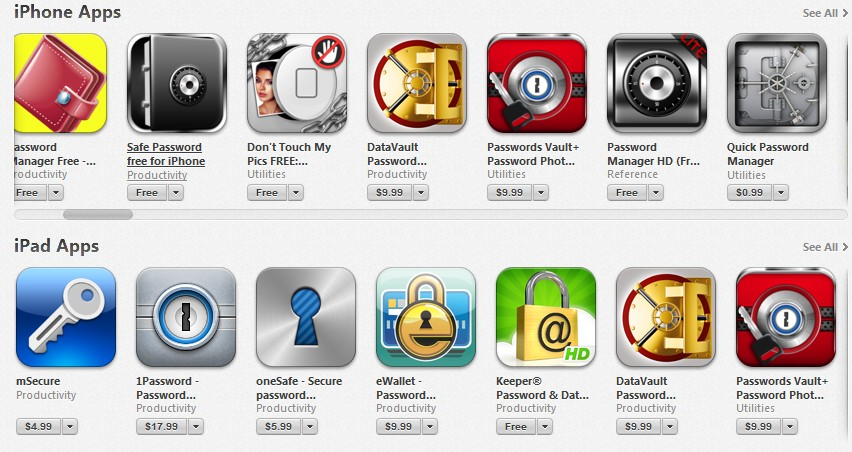 iPhone Apps
See All >
LITE
assword
Manager Free -...
roductivity
Free
Safe Password
free for iPhone
Productivity
Free
Don't Touch My
Pics FREE:...
Utilities
Free
DataVault
Password...
Productivity
$9.99
Passwords Vault+
Password Phot...
Utilities
$9.99
Password
Manager HD (Fr...
Reference
Free
Quick Password
Manager
Utilities
$0.99
iPad Apps
See All >
@
HD
mSecure
Productivity
$4.99
1Password -
Password...
Productivity
$17.99
oneSafe - Secure
password...
Productivity
$5.99
eWallet -
Password...
Productivity
$9.99
Keeper®
Password & Dat...
Productivity
Free
DataVault
Password...
Productivity
$9.99
Passwords Vault+
Password Phot...
Utilities
$9.99